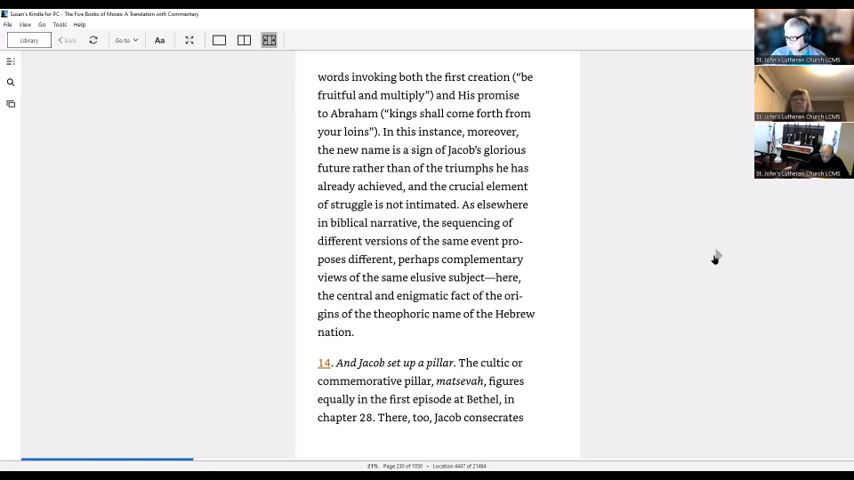 Susan's Kindle for PC - The Five Books of Moses: A Translation with Commentary
File View Go Tools Help
Library Back Go to Aa
words invoking both the first creation (“be
fruitful and multiply”) and His promise
to Abraham (“kings shall come forth from
your loins”). In this instance, moreover,
the new name is a sign of Jacob’s glorious
future rather than of the triumphs he has
already achieved, and the crucial element
of struggle is not intimated. As elsewhere
in biblical narrative, the sequencing of
different versions of the same event pro-
poses different, perhaps complementary
views of the same elusive subject—here,
the central and enigmatic fact of the ori-
gins of the theophoric name of the Hebrew
nation.
14. And Jacob set up a pillar. The cultic or
commemorative pillar, matsevah, figures
equally in the first episode at Bethel, in
chapter 28. There, too, Jacob consecrates
21% Page 230 of 1050 • Location 4447 of 21484
St. John's Lutheran Church LCMS
St. John's Lutheran Church LCMS
St. John's Lutheran Church LCMS